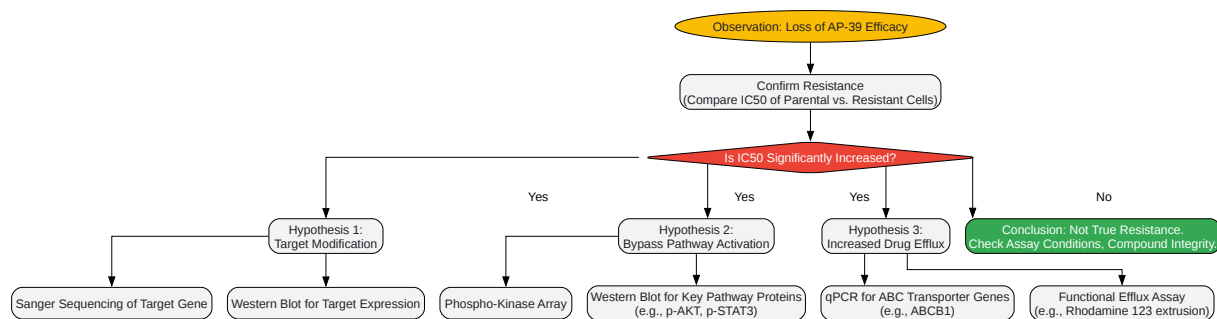 Observation: Loss of AP-39 Efficacy
Confirm Resistance
(Compare IC50 of Parental vs. Resistant Cells)
Is IC50 Significantly Increased?
Yes
Yes
Yes
No
Hypothesis 1:
Target Modification
Hypothesis 2:
Bypass Pathway Activation
Hypothesis 3:
Increased Drug Efflux
Conclusion: Not True Resistance.
Check Assay Conditions, Compound Integrity.
Sanger Sequencing of Target Gene
Western Blot for Target Expression
Phospho-Kinase Array
Western Blot for Key Pathway Proteins
(e.g., p-AKT, p-STAT3)
qPCR for ABC Transporter Genes
(e.g., ABCB1)
Functional Efflux Assay
(e.g., Rhodamine 123 extrusion)